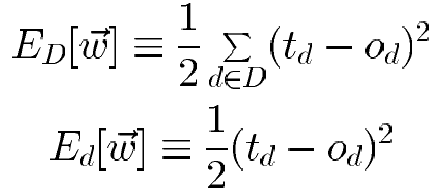 $E_D[\vec{w}] \equiv \frac{1}{2} \sum_{d \in D} (t_d - o_d)^2$
$E_d[\vec{w}] \equiv \frac{1}{2} (t_d - o_d)^2$